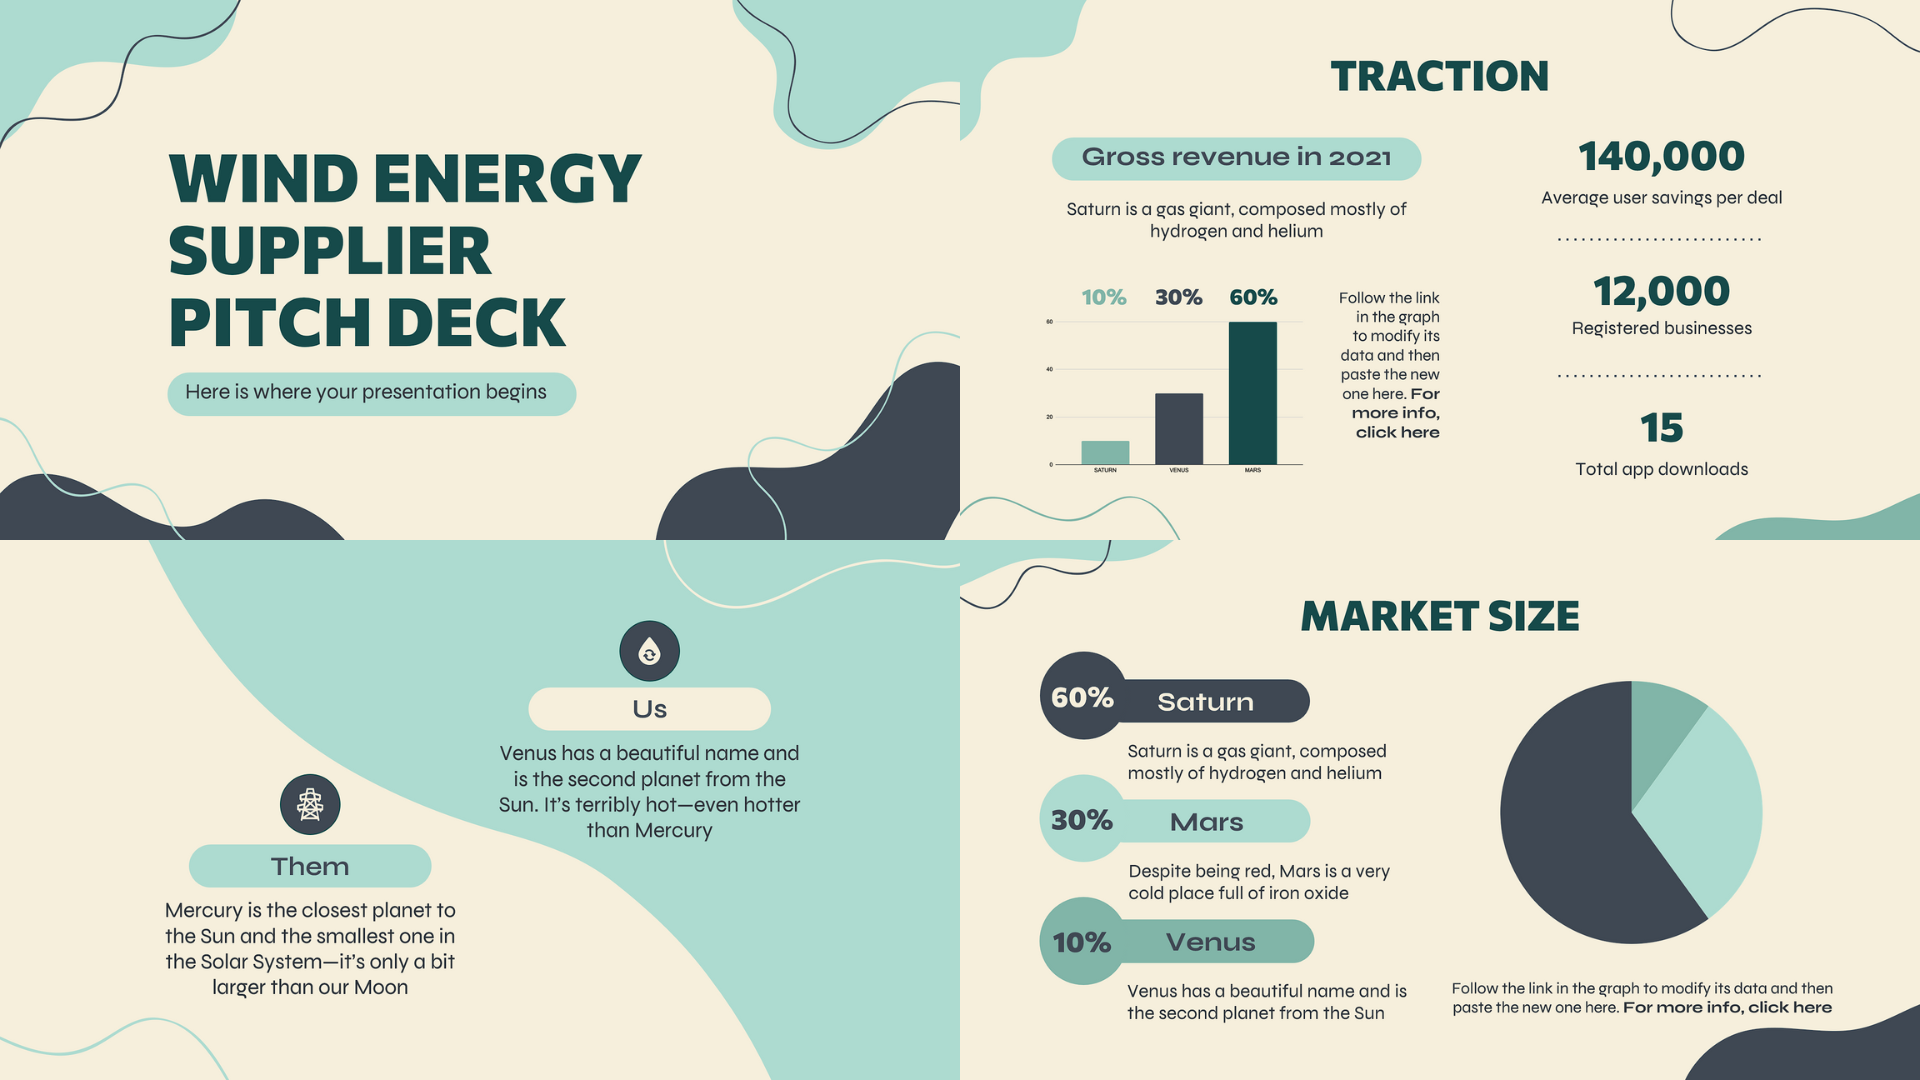 WIND ENERGY
SUPPLIER
PITCH DECK
Here is where your presentation begins
TRACTION
Gross revenue in 2021
Saturn is a gas giant, composed mostly of
hydrogen and helium
10% 30% 60%
60
40
20
0
SATURN VENUS MARS
Follow the link
in the graph
to modify its
data and then
paste the new
one here. For
more info,
click here
140,000
Average user savings per deal
12,000
Registered businesses
15
Total app downloads
Us
Venus has a beautiful name and
is the second planet from the
Sun. It’s terribly hot—even hotter
than Mercury
Them
Mercury is the closest planet to
the Sun and the smallest one in
the Solar System—it’s only a bit
larger than our Moon
MARKET SIZE
60% Saturn
Saturn is a gas giant, composed
mostly of hydrogen and helium
30% Mars
Despite being red, Mars is a very
cold place full of iron oxide
10% Venus
Venus has a beautiful name and is
the second planet from the Sun
Follow the link in the graph to modify its data and then
paste the new one here. For more info, click here